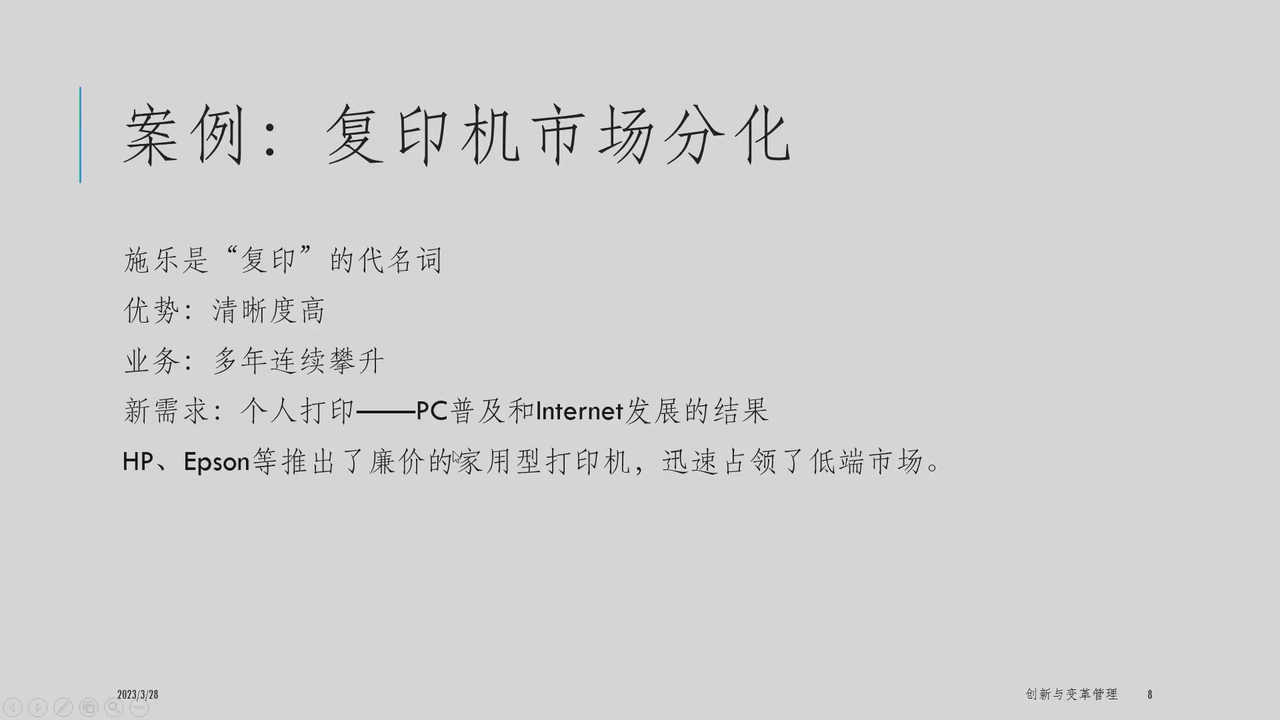 案例：复印机市场分化
施乐是“复印”的代名词
优势：清晰度高
业务：多年连续攀升
新需求：个人打印——PC普及和Internet发展的结果
HP、Epson等推出了廉价的家用型打印机，迅速占领了低端市场。
2023/3/28
创新与变革管理
8